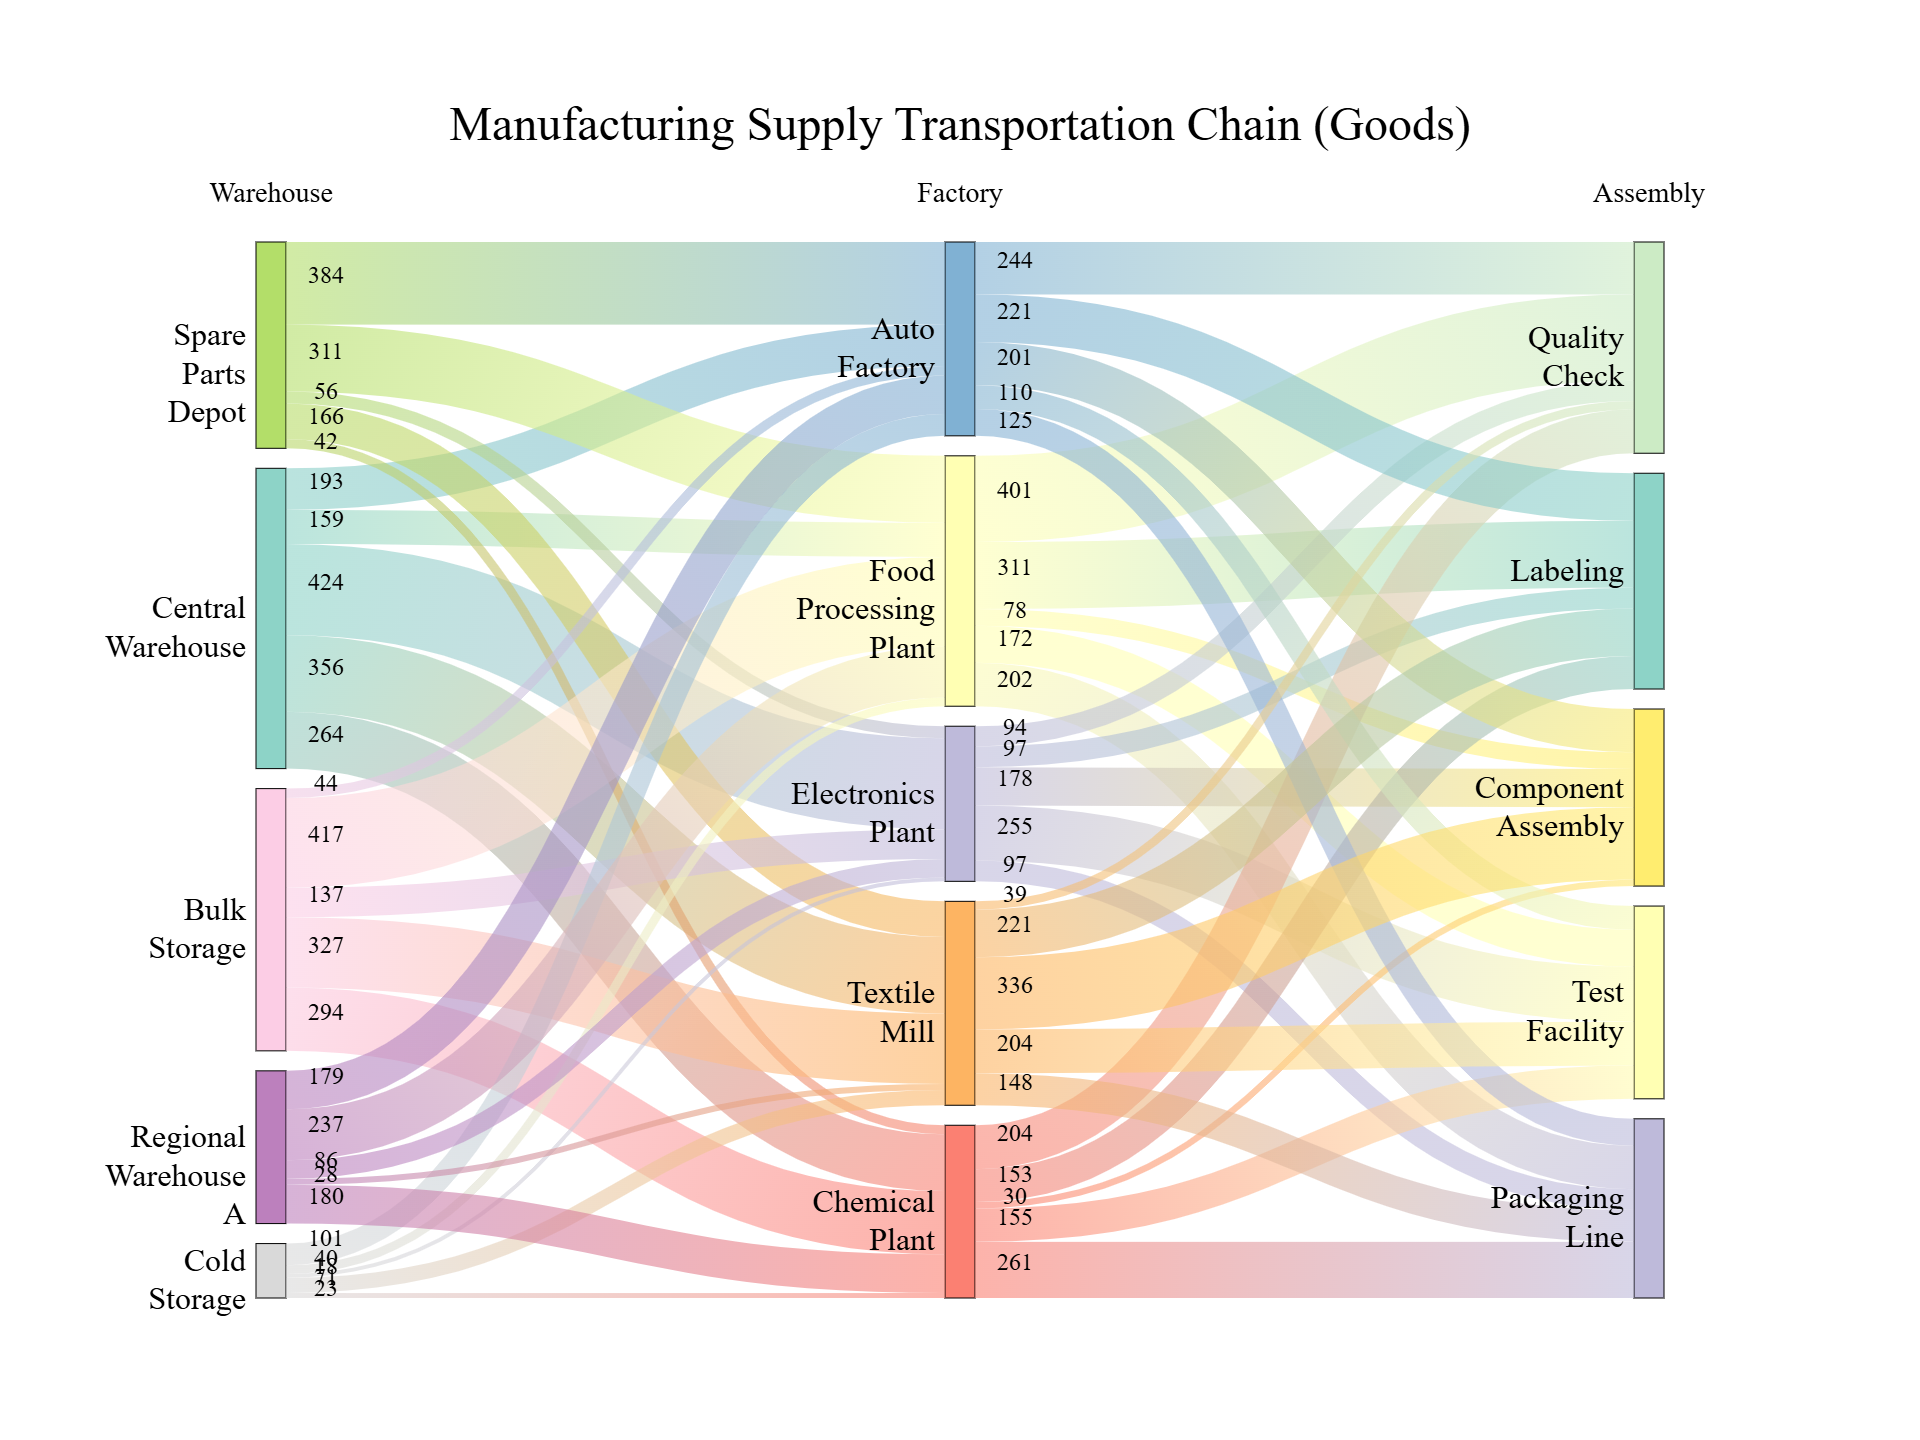 Manufacturing Supply Transportation Chain (Goods)
Warehouse
Factory
Assembly
Spare
Parts
Depot
384
311
56
166
42
Central
Warehouse
193
159
424
356
264
Bulk
Storage
44
417
137
327
294
Regional
Warehouse
A
179
237
86
28
180
Cold
Storage
101
40
18
71
23
Auto
Factory
244
221
201
110
125
Food
Processing
Plant
401
311
78
172
202
Electronics
Plant
94
97
178
255
97
Textile
Mill
39
221
336
204
148
Chemical
Plant
204
153
30
155
261
Quality
Check
Labeling
Component
Assembly
Test
Facility
Packaging
Line